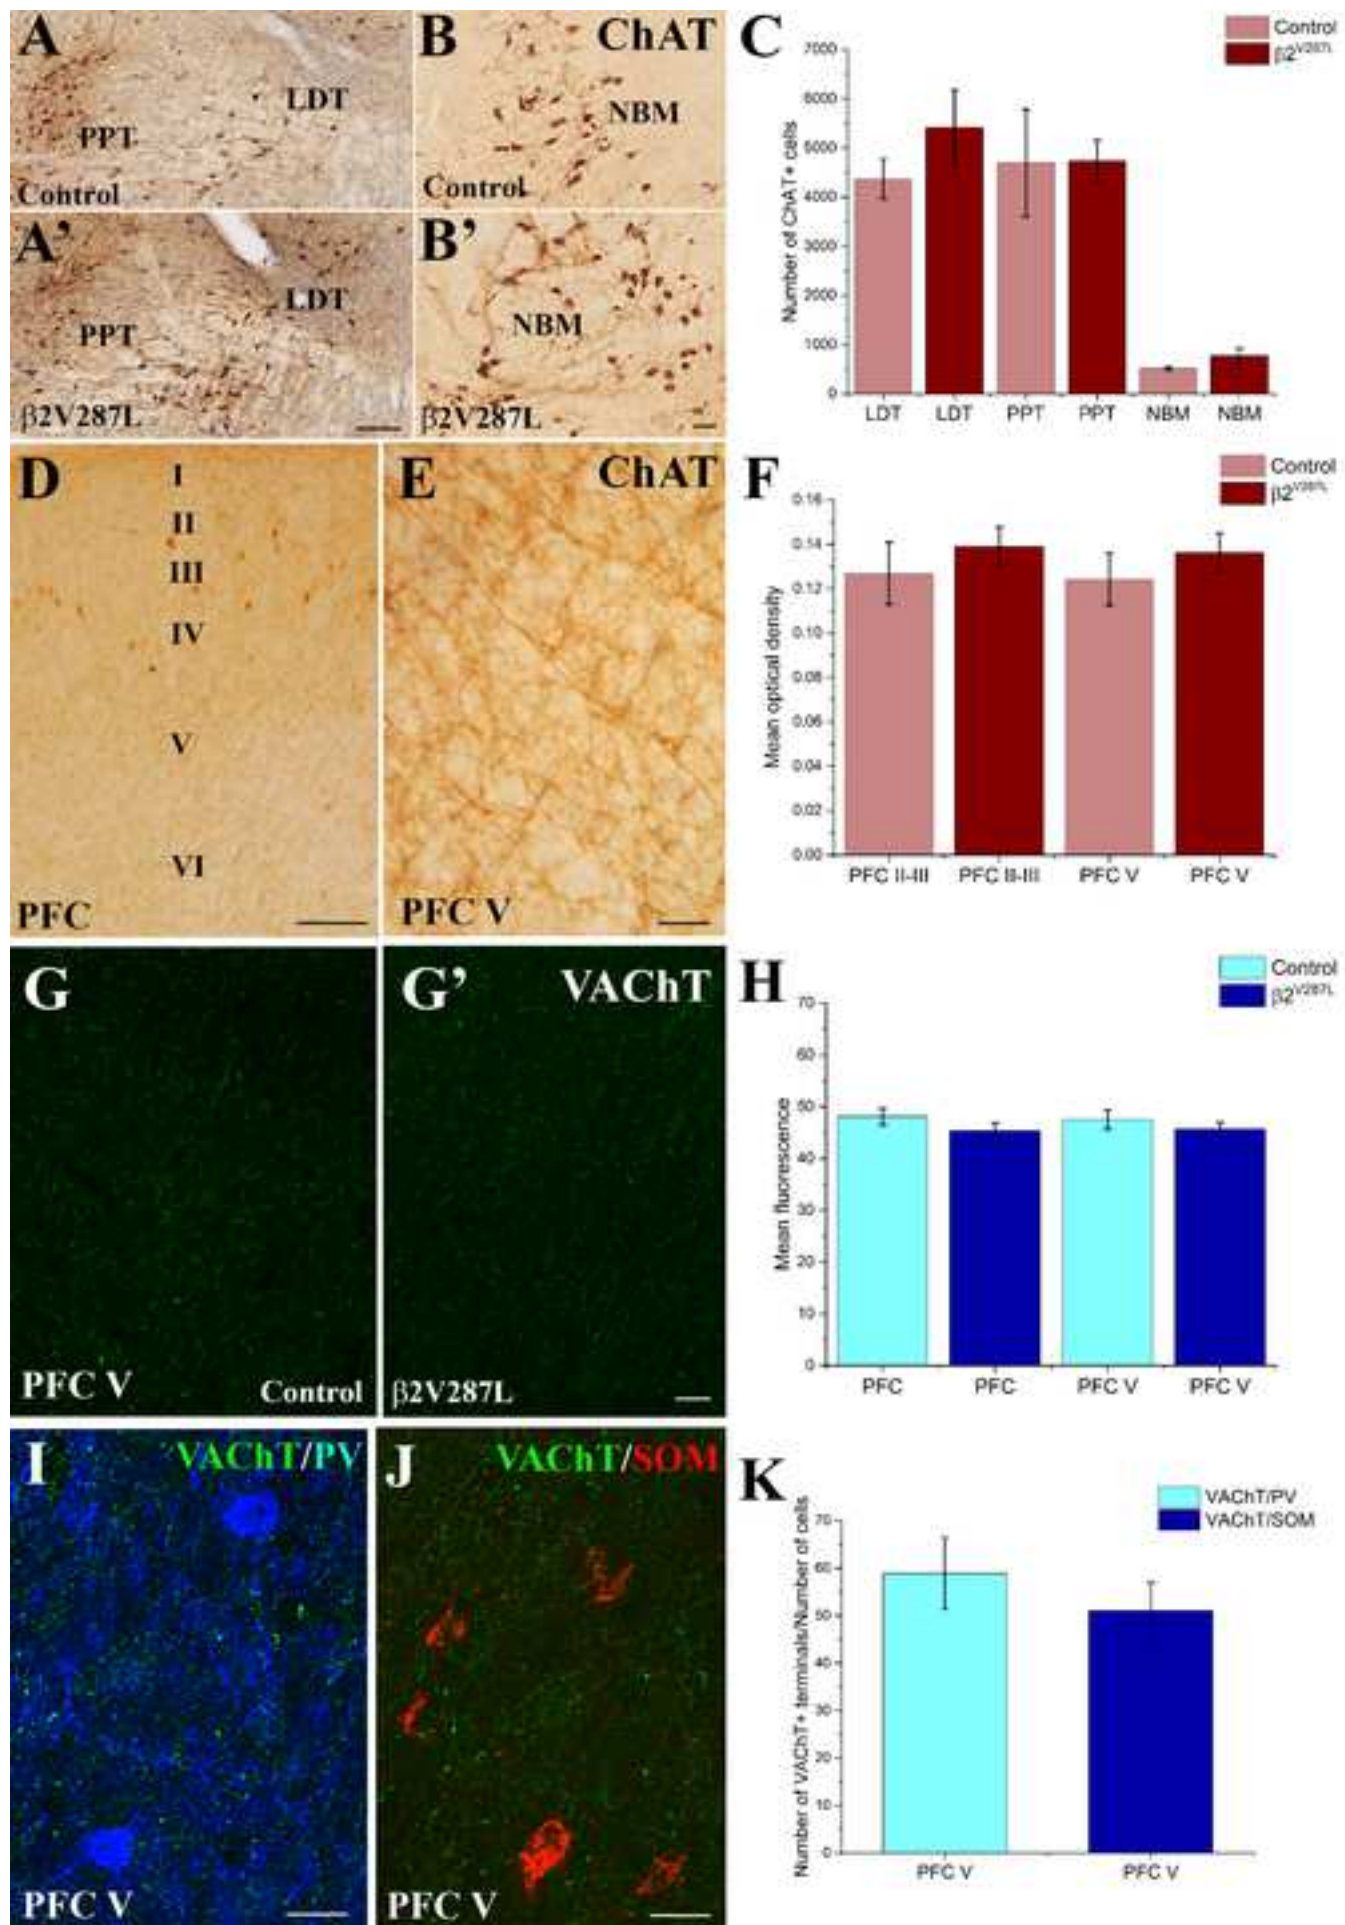 A
LDT
PPT
Control
B
ChAT
NBM
Control
A'
LDT
PPT
β2V287L
B'
NBM
β2V287L
C
Control
β2V287L
Number of ChAT+ cells
7000
6000
5000
4000
3000
2000
1000
0
LDT LDT PPT PPT NBM NBM
D
I
II
III
IV
V
VI
PFC
E
ChAT
PFC V
F
Control
β2V287L
Mean optical density
0.16
0.14
0.12
0.10
0.08
0.06
0.04
0.02
0.00
PFC II-III PFC II-III PFC V PFC V
G
PFC V
Control
G'
VAChT
β2V287L
H
Control
β2V287L
Mean fluorescence
70
60
50
40
30
20
10
0
PFC PFC PFC V PFC V
I
VAChT/PV
PFC V
J
VAChT/SOM
PFC V
K
VAChT/PV
VAChT/SOM
Number of VAChT+ terminals/Number of cells
70
60
50
40
30
20
10
0
PFC V PFC V